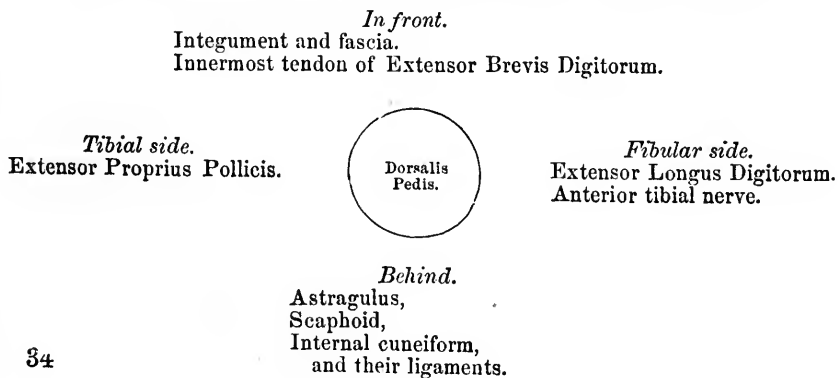 In front.
Integument and fascia.
Innermost tendon of Extensor Brevis Digitorum.
Tibial side.
Extensor Proprius Pollicis.
Dorsalis
Pedis.
Fibular side.
Extensor Longus Digitorum.
Anterior tibial nerve.
Behind.
Astragulus,
Scaphoid,
Internal cuneiform,
and their ligaments.
34